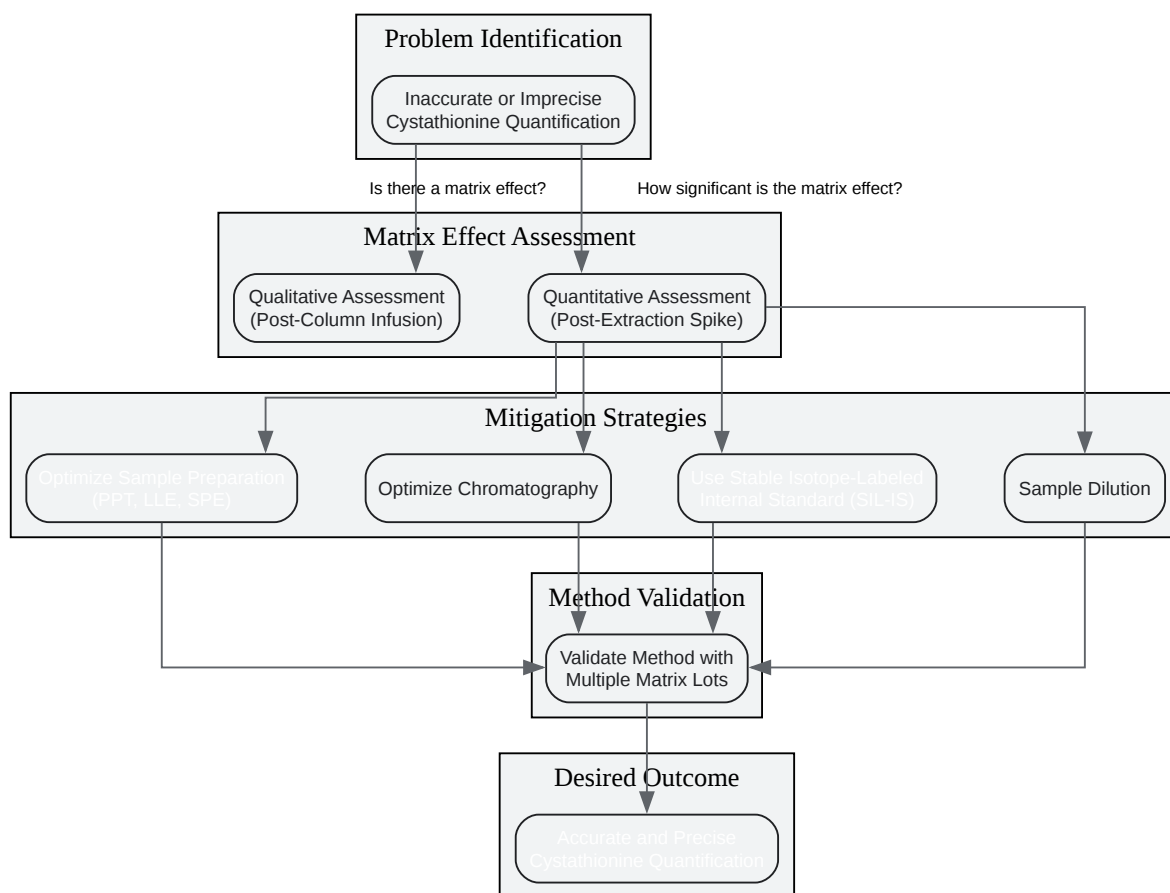 Problem Identification
Inaccurate or Imprecise
Cystathionine Quantification
Is there a matrix effect?
How significant is the matrix effect?
Matrix Effect Assessment
Qualitative Assessment
(Post-Column Infusion)
Quantitative Assessment
(Post-Extraction Spike)
Mitigation Strategies
Optimize Sample Preparation
(PPT, LLE, SPE)
Optimize Chromatography
Use Stable Isotope-Labeled
Internal Standard (SIL-IS)
Sample Dilution
Method Validation
Validate Method with
Multiple Matrix Lots
Desired Outcome
Accurate and Precise
Cystathionine Quantification